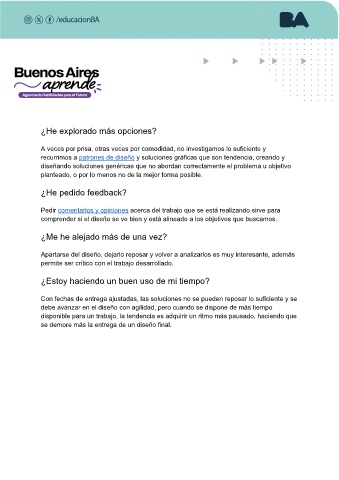 /educacionBA
BA
Buenos Aires
aprende
Agencia de Habilidades para el Futuro
¿He explorado más opciones?
A veces por prisa, otras veces por comodidad, no investigamos lo suficiente y
recurrimos a patrones de diseño y soluciones gráficas que son tendencia, creando y
diseñando soluciones genéricas que no abordan correctamente el problema u objetivo
planteado, o por lo menos no de la mejor forma posible.
¿He pedido feedback?
Pedir comentarios y opiniones acerca del trabajo que se está realizando sirve para
comprender si el diseño se ve bien y está alineado a los objetivos que buscamos.
¿Me he alejado más de una vez?
Apartarse del diseño, dejarlo reposar y volver a analizarlos es muy interesante, además
permite ser crítico con el trabajo desarrollado.
¿Estoy haciendo un buen uso de mi tiempo?
Con fechas de entrega ajustadas, las soluciones no se pueden reposar lo suficiente y se
debe avanzar en el diseño con agilidad, pero cuando se dispone de más tiempo
disponible para un trabajo, la tendencia es adquirir un ritmo más pausado, haciendo que
se demore más la entrega de un diseño final.